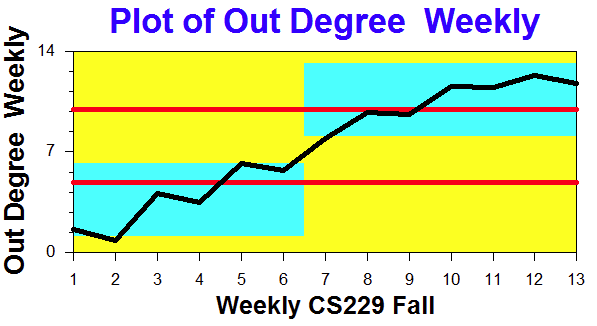 Plot of Out Degree Weekly
Out Degree Weekly
14
7
0
1 2 3 4 5 6 7 8 9 10 11 12 13
Weekly CS229 Fall